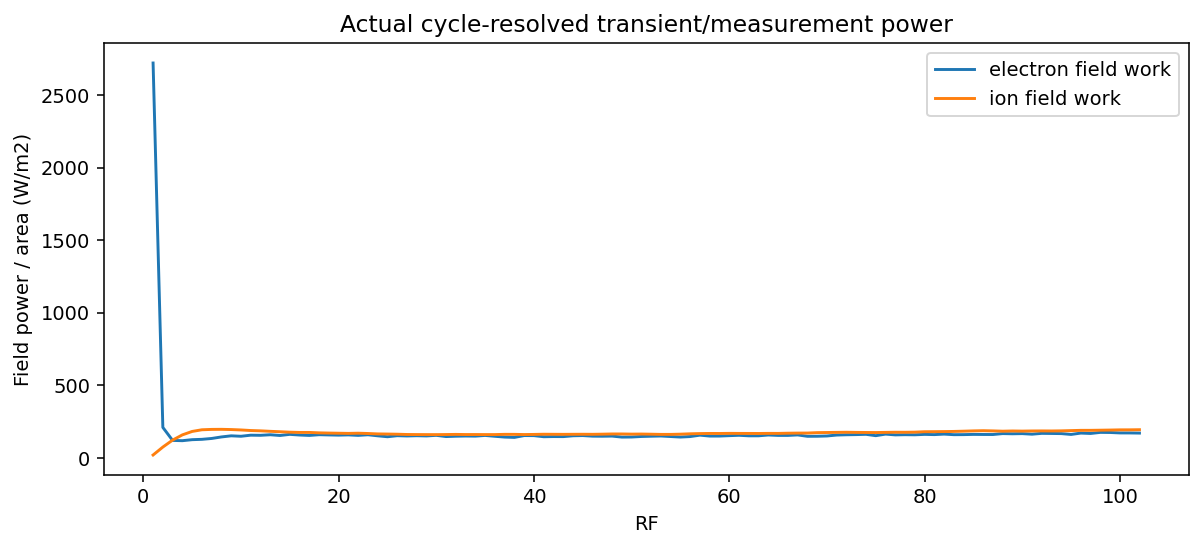 Actual cycle-resolved transient/measurement power
electron field work
ion field work
Field power / area (W/m2)
2500
2000
1500
1000
500
0
0 20 40 60 80 100
RF